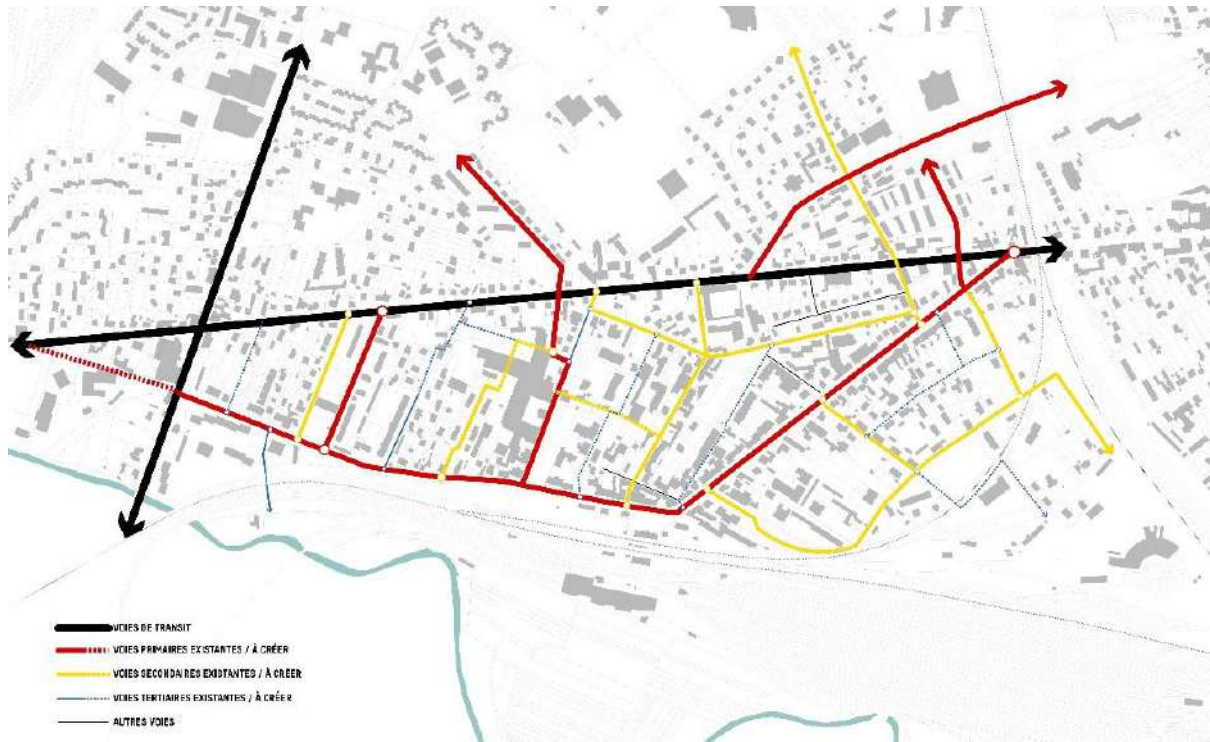 VOIES DE TRANSIT
VOIES PRIMAIRES EXISTANTES / À CRÉER
VOIES SECONDAIRES EXISTANTES / À CRÉER
VOIES TERTIAIRES EXISTANTES / À CRÉER
AUTRES VOIES